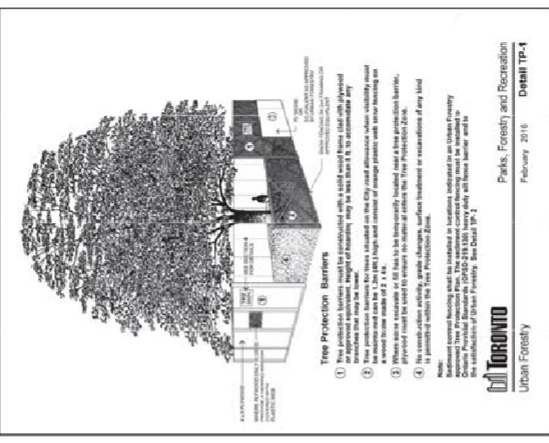 Tree Protection Barriers
1 Tree protection barriers must be constructed with a solid wood frame clad with plywood
or approved equivalent. Height of hoarding may be less than 8 ft. to accommodate any
branches that may be lower.
2 Tree protection barriers for trees situated on the City road allowance where visibility must
be maintained can be 1.2m (4ft.) high and consist of orange plastic web snow fencing on
a wood frame made of 2 x 4s.
3 Where some excavate or fill has to be temporarily located near a tree protection barrier,
plywood must be used to ensure no material enters the Tree Protection Zone.
4 No construction activity, grade changes, surface treatment or excavations of any kind
is permitted within the Tree Protection Zone.
Note:
Sediment control fencing shall be installed in locations indicated in an Urban Forestry
approved Tree Protection Plan. The sediment control fencing must be installed to
Ontario Provincial Standards (OPSD-219.130) heavy duty silt fence barrier and to
the satisfaction of Urban Forestry. See Detail TP-2
TORONTO
Urban Forestry
Parks, Forestry and Recreation
February 2016 Detail TP-1